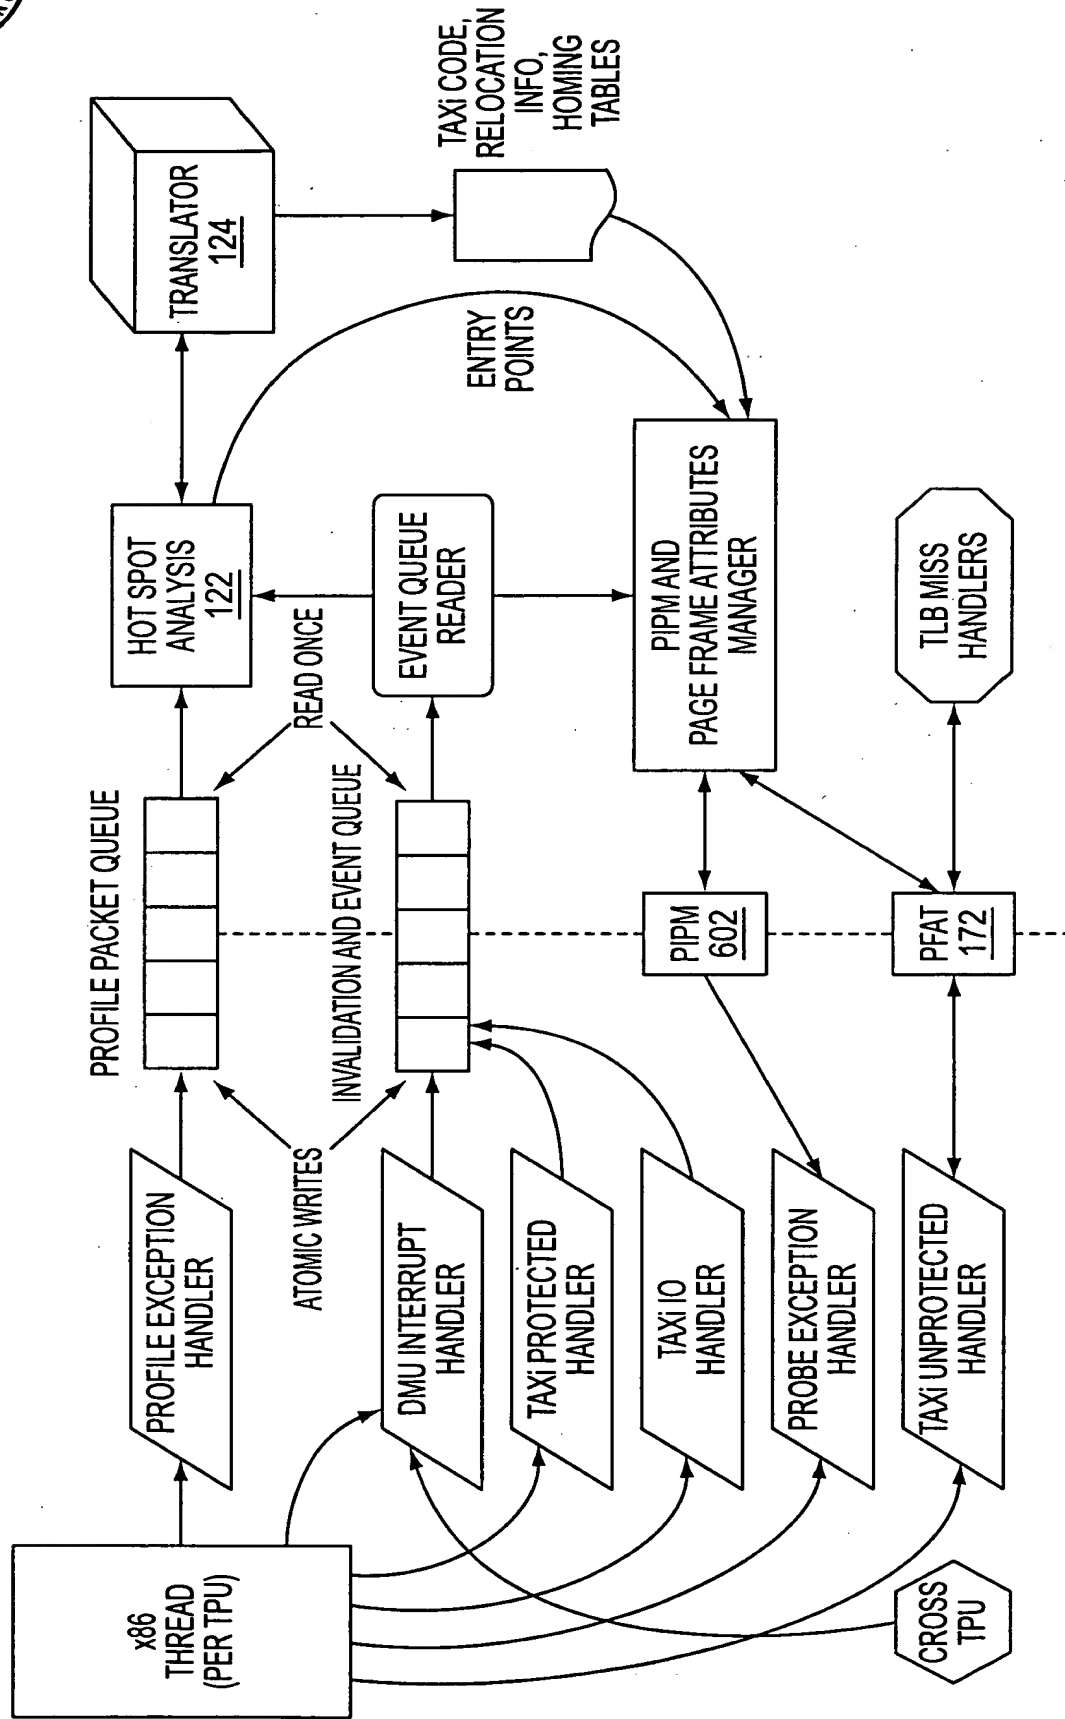 x86
THREAD
(PER TPU)
PROFILE EXCEPTION
HANDLER
PROFILE PACKET QUEUE
HOT SPOT
ANALYSIS
122
TRANSLATOR
124
ATOMIC WRITES
READ ONCE
DMU INTERRUPT
HANDLER
INVALIDATION AND EVENT QUEUE
EVENT QUEUE
READER
ENTRY
POINTS
TAXi CODE,
RELOCATION
INFO,
HOMING
TABLES
TAXi PROTECTED
HANDLER
TAXi IO
HANDLER
PIPM
602
PIPM AND
PAGE FRAME ATTRIBUTES
MANAGER
PROBE EXCEPTION
HANDLER
CROSS
TPU
TAXi UNPROTECTED
HANDLER
PFAT
172
TLB MISS
HANDLERS